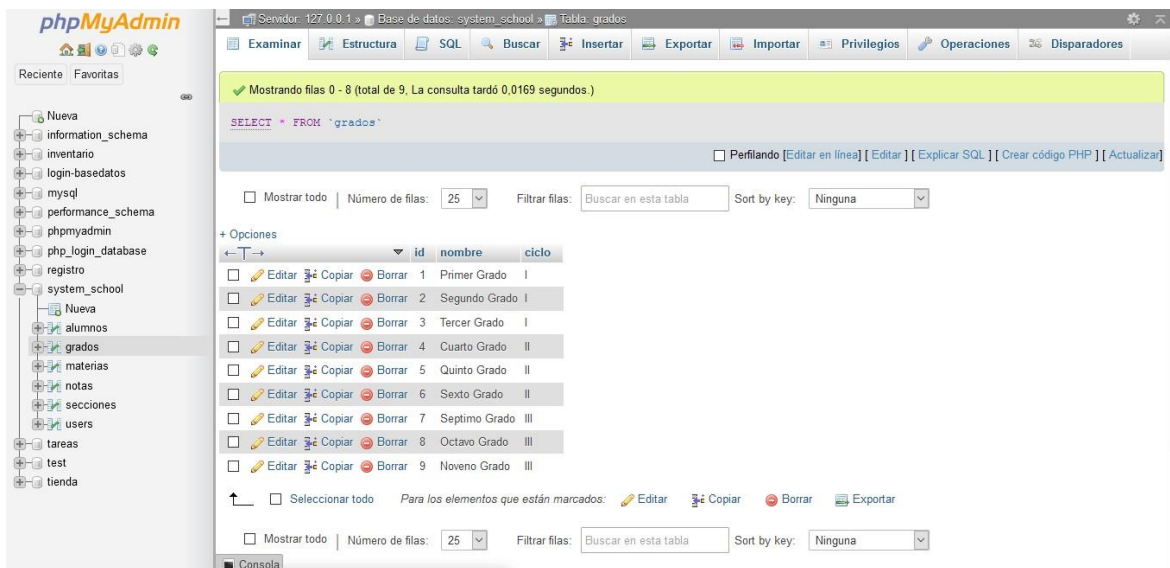 phpMyAdmin
Reciente Favoritas
Nueva
information_schema
inventario
login-basedatos
mysql
performance_schema
phpmyadmin
php_login_database
registro
system_school
Nueva
alumnos
grados
materias
notas
secciones
users
tareas
test
tienda
Servidor: 127.0.0.1 » Base de datos: system_school » Tabla: grados
Examinar Estructura SQL Buscar Insertar Exportar Importar Privilegios Operaciones Disparadores
Mostrando filas 0 - 8 (total de 9, La consulta tardó 0,0169 segundos.)
SELECT * FROM `grados`
Perfilando [Editar en línea] [ Editar ] [ Explicar SQL ] [ Crear código PHP ] [ Actualizar]
Mostrar todo | Número de filas: 25 Filtrar filas: Buscar en esta tabla Sort by key: Ninguna
+ Opciones
←T→ ▼ id nombre ciclo
Editar Copiar Borrar 1 Primer Grado I
Editar Copiar Borrar 2 Segundo Grado I
Editar Copiar Borrar 3 Tercer Grado I
Editar Copiar Borrar 4 Cuarto Grado II
Editar Copiar Borrar 5 Quinto Grado II
Editar Copiar Borrar 6 Sexto Grado II
Editar Copiar Borrar 7 Septimo Grado III
Editar Copiar Borrar 8 Octavo Grado III
Editar Copiar Borrar 9 Noveno Grado III
Seleccionar todo Para los elementos que están marcados: Editar Copiar Borrar Exportar
Mostrar todo | Número de filas: 25 Filtrar filas: Buscar en esta tabla Sort by key: Ninguna
Consola